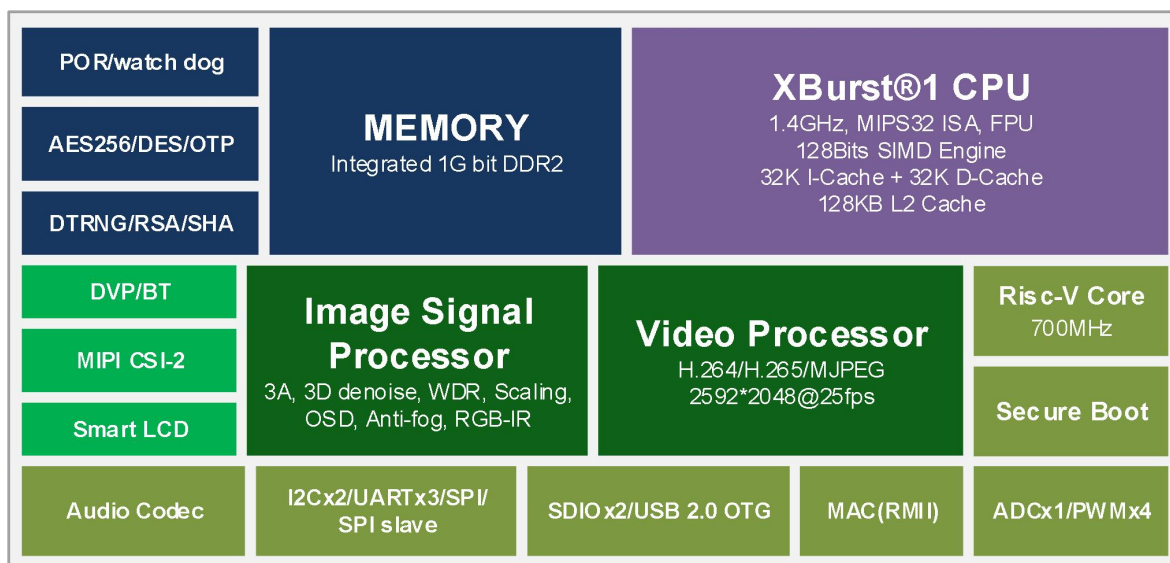 POR/watch dog
AES256/DES/OTP
DTRNG/RSA/SHA
MEMORY
Integrated 1G bit DDR2
XBurst®1 CPU
1.4GHz, MIPS32 ISA, FPU
128Bits SIMD Engine
32K I-Cache + 32K D-Cache
128KB L2 Cache
DVP/BT
MIPI CSI-2
Smart LCD
Image Signal
Processor
3A, 3D denoise, WDR, Scaling,
OSD, Anti-fog, RGB-IR
Video Processor
H.264/H.265/MJPEG
2592*2048@25fps
Risc-V Core
700MHz
Secure Boot
Audio Codec
I2Cx2/UARTx3/SPI/
SPI slave
SDIOx2/USB 2.0 OTG
MAC(RMII)
ADCx1/PWMx4